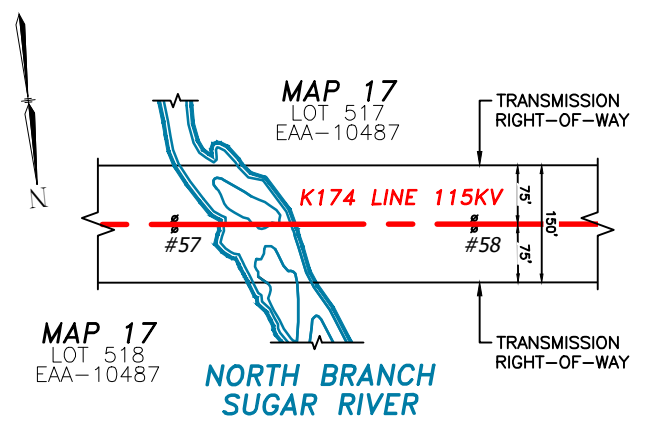 MAP 17
LOT 517
EAA-10487
TRANSMISSION
RIGHT-OF-WAY
K174 LINE 115KV
75'
150'
75'
#57
#58
N
MAP 17
LOT 518
EAA-10487
TRANSMISSION
RIGHT-OF-WAY
NORTH BRANCH
SUGAR RIVER